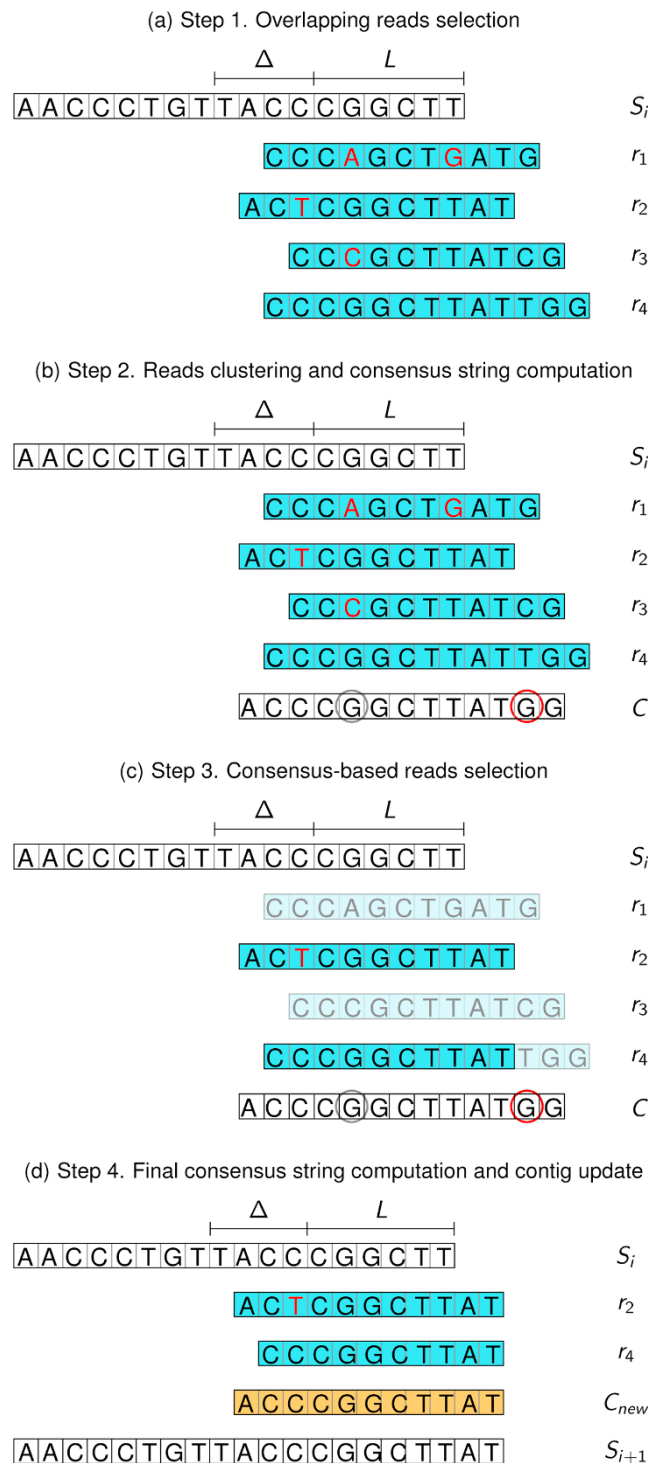 (a) Step 1. Overlapping reads selection
Δ L
AACCCTGTTACCCGGCTT Si
CCCAGCTGATG r1
ACTCGGCTTAT r2
CCCGCTTATCG r3
CCCGGCTTATTGG r4
(b) Step 2. Reads clustering and consensus string computation
Δ L
AACCCTGTTACCCGGCTT Si
CCCAGCTGATG r1
ACTCGGCTTAT r2
CCCGCTTATCG r3
CCCGGCTTATTGG r4
ACCCGGCTTATGG C
(c) Step 3. Consensus-based reads selection
Δ L
AACCCTGTTACCCGGCTT Si
CCCAGCTGATG r1
ACTCGGCTTAT r2
CCCGCTTATCG r3
CCCGGCTTATTGG r4
ACCCGGCTTATGG C
(d) Step 4. Final consensus string computation and contig update
Δ L
AACCCTGTTACCCGGCTT Si
ACTCGGCTTAT r2
CCCGGCTTAT r4
ACCCGGCTTAT Cnew
AACCCTGTTACCCGGCTTAT Si+1